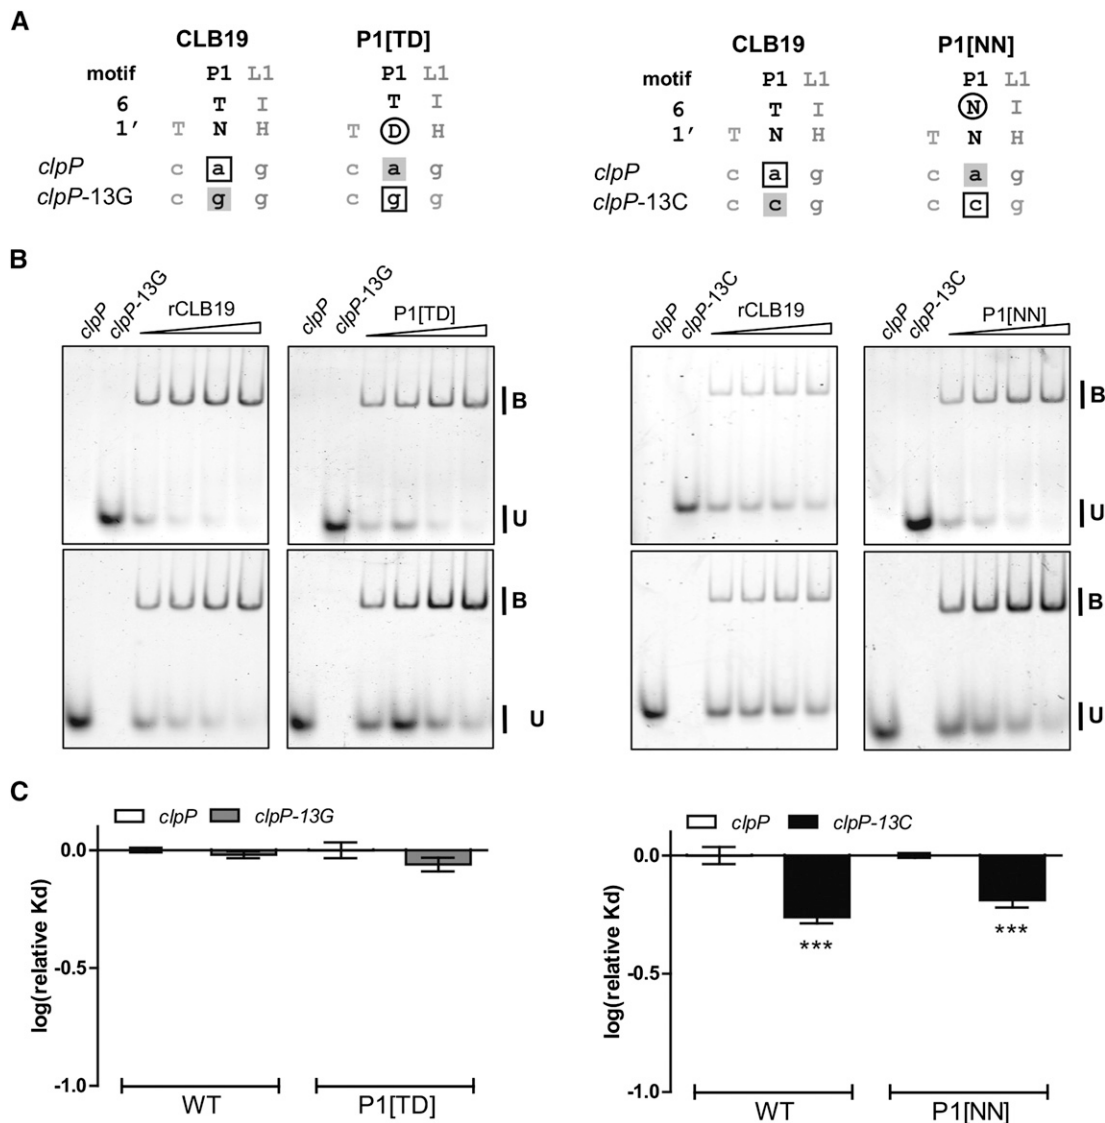 A
CLB19 P1[TD] CLB19 P1[NN]
motif P1 L1 P1 L1 motif P1 L1 P1 L1
6 T I T I 6 T I N I
1′ T N H T D H 1′ T N H T N H
clpP c a g c a g clpP c a g c a g
clpP-13G c g g c g g clpP-13C c c g c c g
B
clpP clpP-13G rCLB19 clpP clpP-13G P1[TD] clpP clpP-13C rCLB19 clpP clpP-13C P1[NN]
B B
U U
B B
U U
C
clpP clpP-13G clpP clpP-13C
log(relative Kd) log(relative Kd)
0.0 0.0
*** ***
-0.5 -0.5
-1.0 -1.0
WT P1[TD] WT P1[NN]